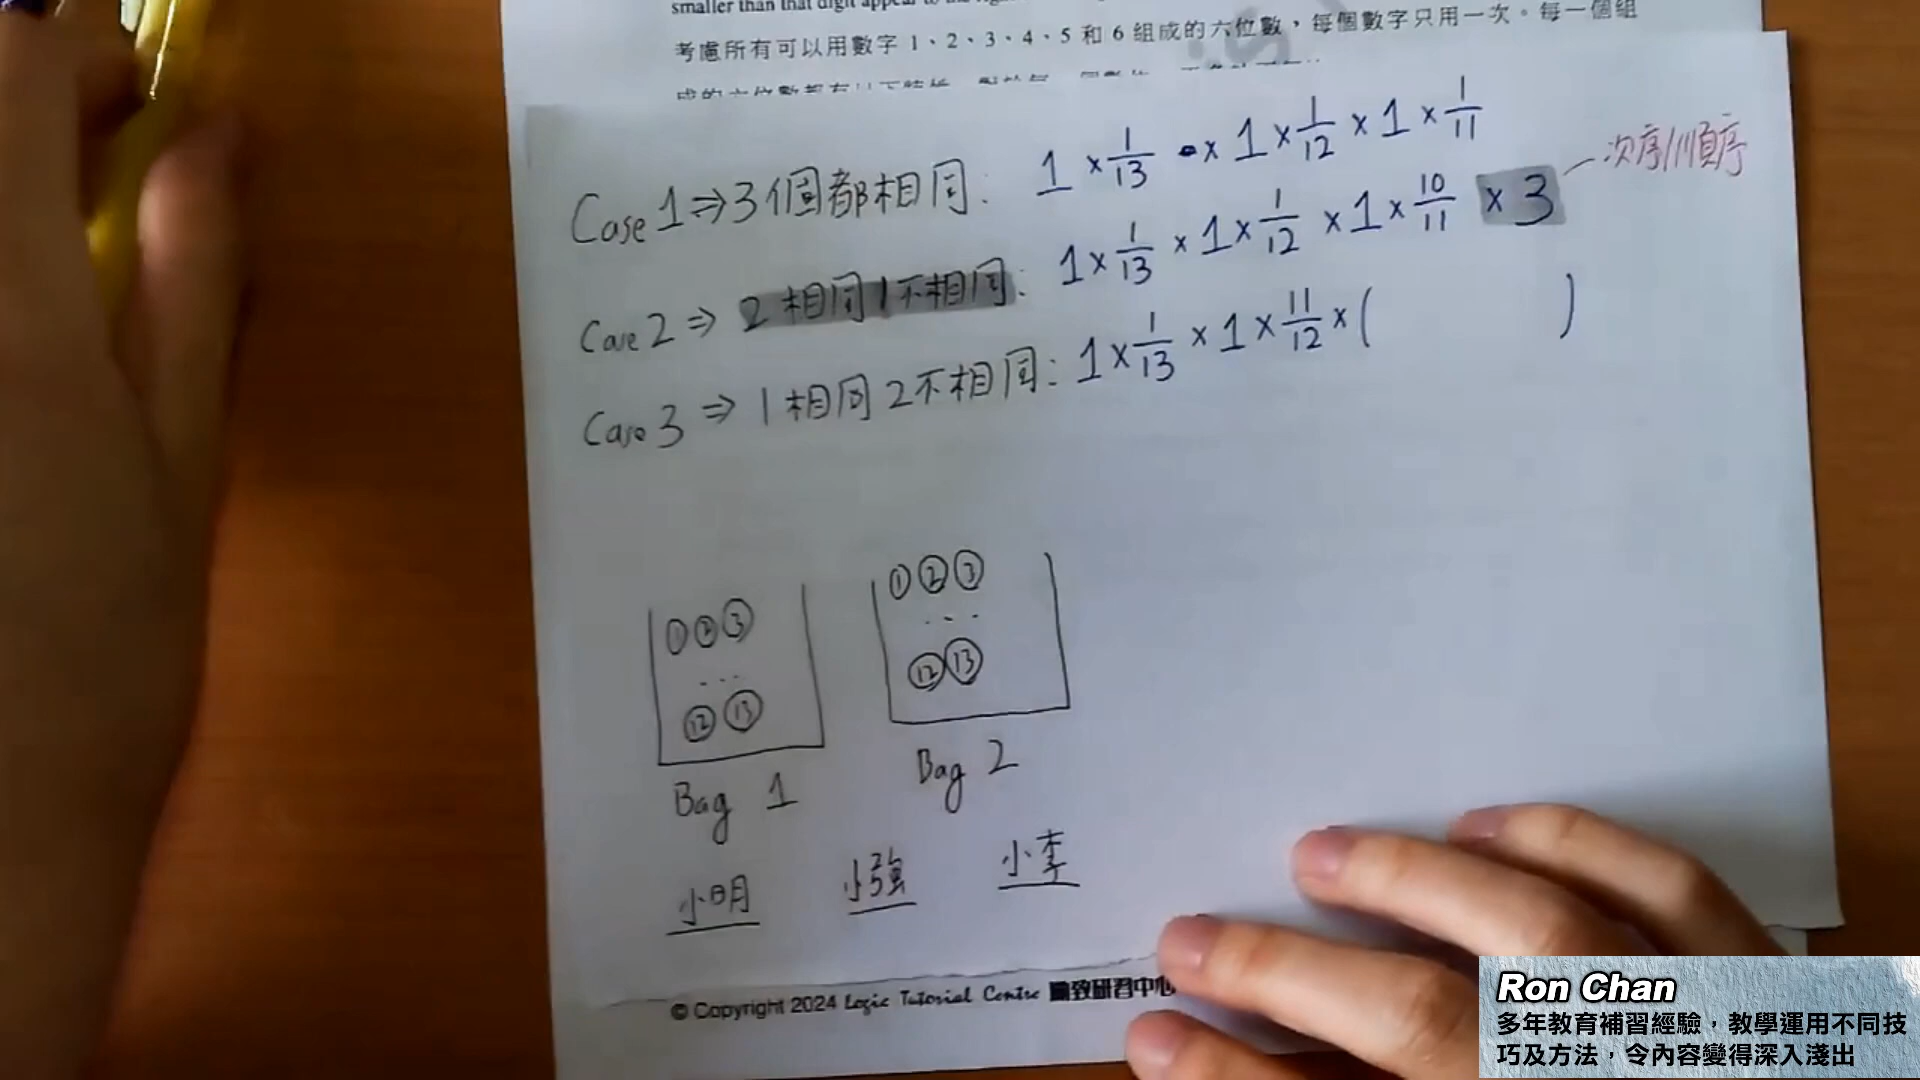 smaller than that digit appear to the
考慮所有可以用數字 1、2、3、4、5 和 6 組成的六位數，每個數字只用一次。每一個組
Case 1 ⇒ 3個都相同: 1 × 1/13 × 1 × 1/12 × 1 × 1/11
Case 2 ⇒ 2相同1不相同: 1 × 1/13 × 1 × 1/12 × 1 × 10/11 × 3
次序/順序
Case 3 ⇒ 1相同2不相同: 1 × 1/13 × 1 × 11/12 × ( )
① ② ③
...
⑫ ⑬
Bag 1
① ② ③
...
⑫ ⑬
Bag 2
小明 小強 小李
© Copyright 2024 Logic Tutorial Centre 研習中心
Ron Chan
多年教育補習經驗，教學運用不同技
巧及方法，令內容變得深入淺出